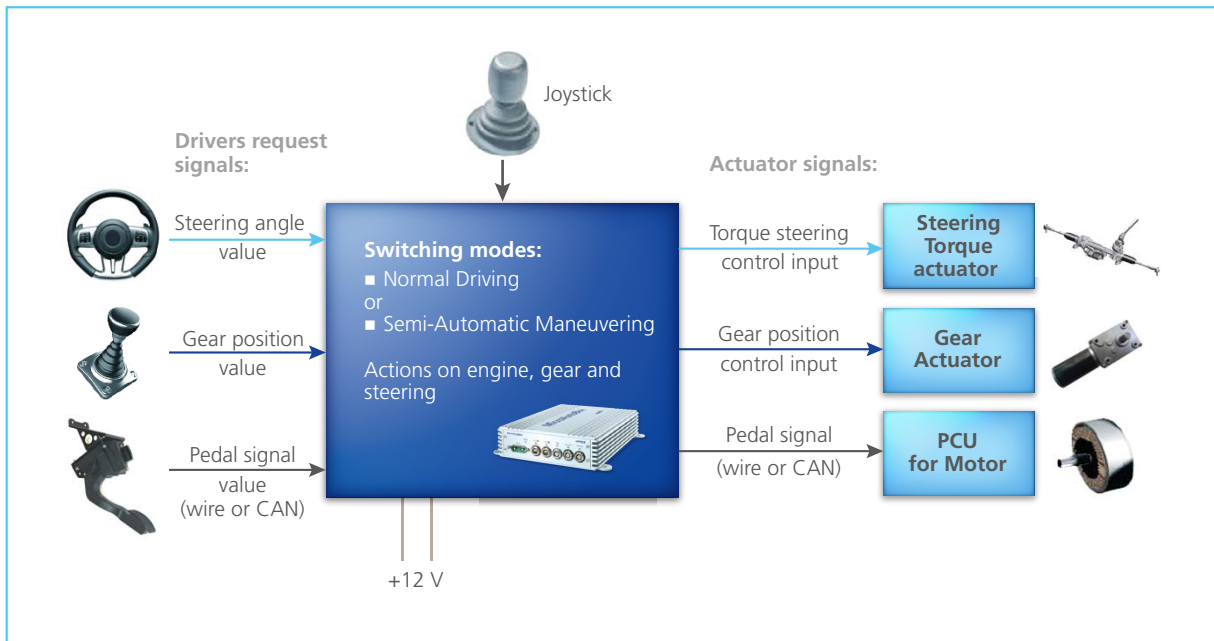 Joystick
Drivers request
signals:
Actuator signals:
Steering angle
value
Gear position
value
Pedal signal
value
(wire or CAN)
Switching modes:
■ Normal Driving
or
■ Semi-Automatic Maneuvering
Actions on engine, gear and
steering
+12 V
Torque steering
control input
Gear position
control input
Pedal signal
(wire or CAN)
Steering
Torque
actuator
Gear
Actuator
PCU
for Motor